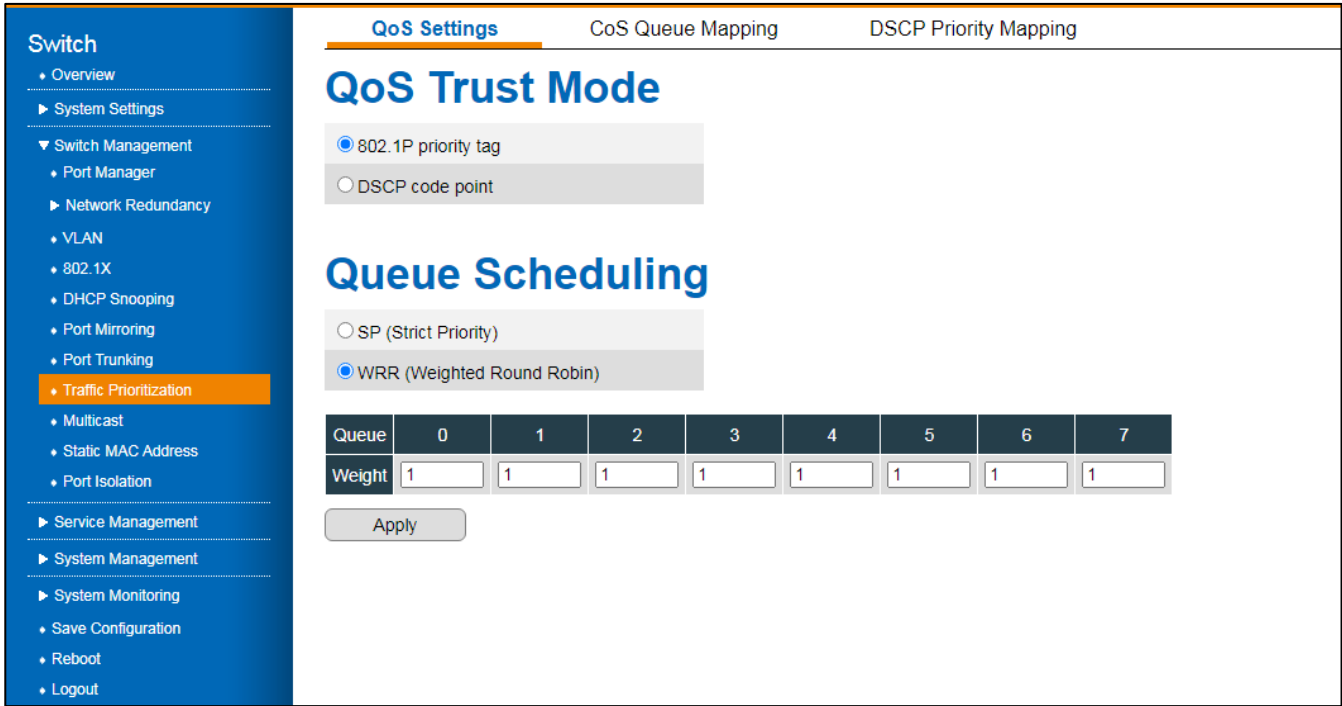 Switch
Overview
System Settings
Switch Management
Port Manager
Network Redundancy
VLAN
802.1X
DHCP Snooping
Port Mirroring
Port Trunking
Traffic Prioritization
Multicast
Static MAC Address
Port Isolation
Service Management
System Management
System Monitoring
Save Configuration
Reboot
Logout
QoS Settings CoS Queue Mapping DSCP Priority Mapping
QoS Trust Mode
802.1P priority tag
DSCP code point
Queue Scheduling
SP (Strict Priority)
WRR (Weighted Round Robin)
Queue 0 1 2 3 4 5 6 7
Weight 1 1 1 1 1 1 1 1
Apply